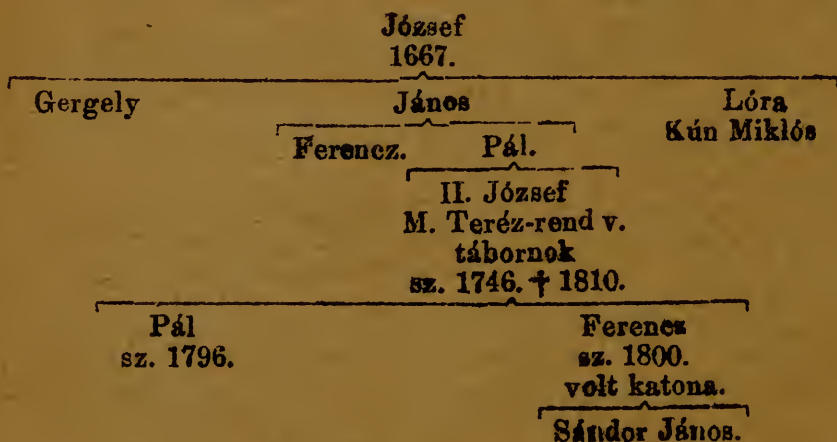 József
1667.
Gergely János Lóra
Kún Miklós
Ferencz. Pál.
II. József
M. Teréz-rend v.
tábornok
sz. 1746. † 1810.
Pál Ferencz
sz. 1796. sz. 1800.
volt katona.
Sándor János.